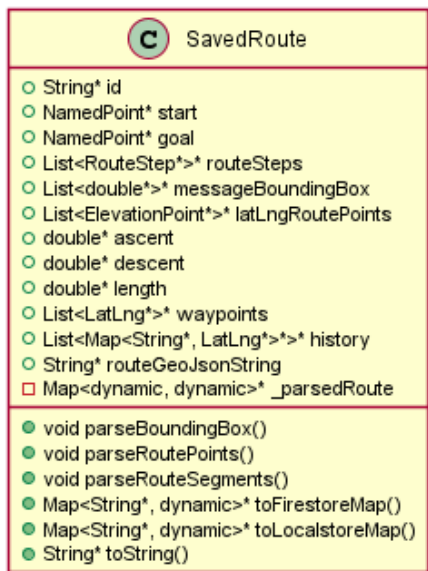 C SavedRoute
String* id
NamedPoint* start
NamedPoint* goal
List<RouteStep*>* routeSteps
List<double*>* messageBoundingBox
List<ElevationPoint*>* latLngRoutePoints
double* ascent
double* descent
double* length
List<LatLng*>* waypoints
List<Map<String*, LatLng*>*>* history
String* routeGeoJsonString
Map<dynamic, dynamic>* _parsedRoute
void parseBoundingBox()
void parseRoutePoints()
void parseRouteSegments()
Map<String*, dynamic>* toFirestoreMap()
Map<String*, dynamic>* toLocalstoreMap()
String* toString()